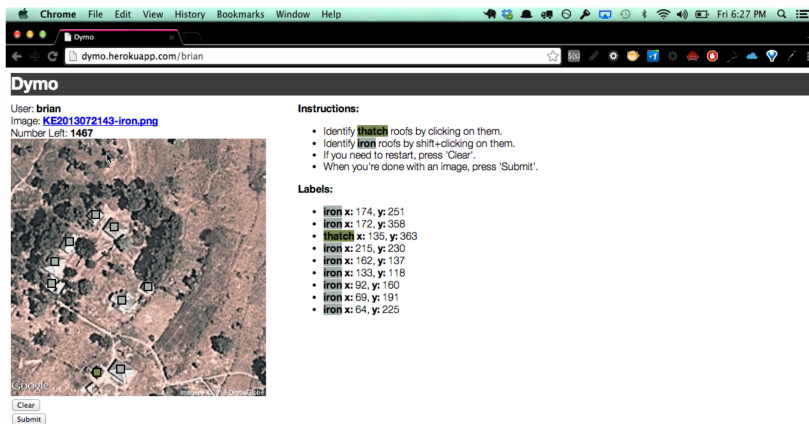 Chrome File Edit View History Bookmarks Window Help Fri 6:27 PM
Dymo
dymo.herokuapp.com/brian
Dymo
User: brian
Image: KE2013072143-iron.png
Number Left: 1467
Google
Clear
Submit
Instructions:
• Identify thatch roofs by clicking on them.
• Identify iron roofs by shift+clicking on them.
• If you need to restart, press 'Clear'.
• When you're done with an image, press 'Submit'.
Labels:
• iron x: 174, y: 251
• iron x: 172, y: 358
• thatch x: 135, y: 363
• iron x: 215, y: 230
• iron x: 162, y: 137
• iron x: 133, y: 118
• iron x: 92, y: 160
• iron x: 69, y: 191
• iron x: 64, y: 225